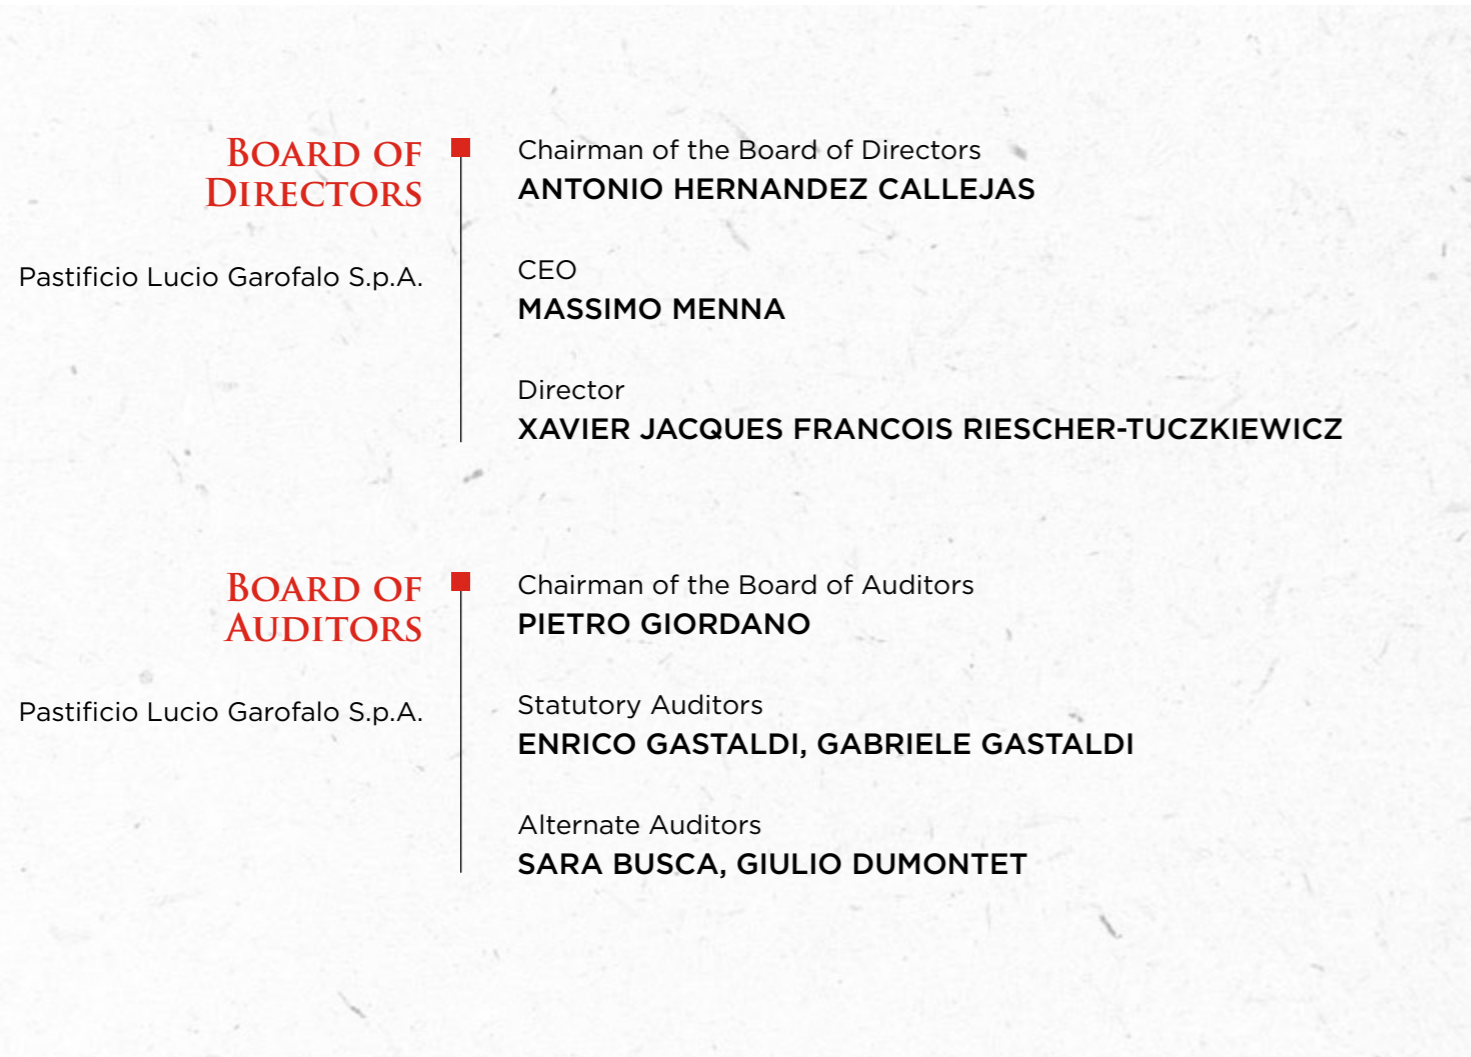 BOARD OF
DIRECTORS
Pastificio Lucio Garofalo S.p.A.
Chairman of the Board of Directors
ANTONIO HERNANDEZ CALLEJAS
CEO
MASSIMO MENNA
Director
XAVIER JACQUES FRANCOIS RIESCHER-TUCZKIEWICZ
BOARD OF
AUDITORS
Pastificio Lucio Garofalo S.p.A.
Chairman of the Board of Auditors
PIETRO GIORDANO
Statutory Auditors
ENRICO GASTALDI, GABRIELE GASTALDI
Alternate Auditors
SARA BUSCA, GIULIO DUMONTET